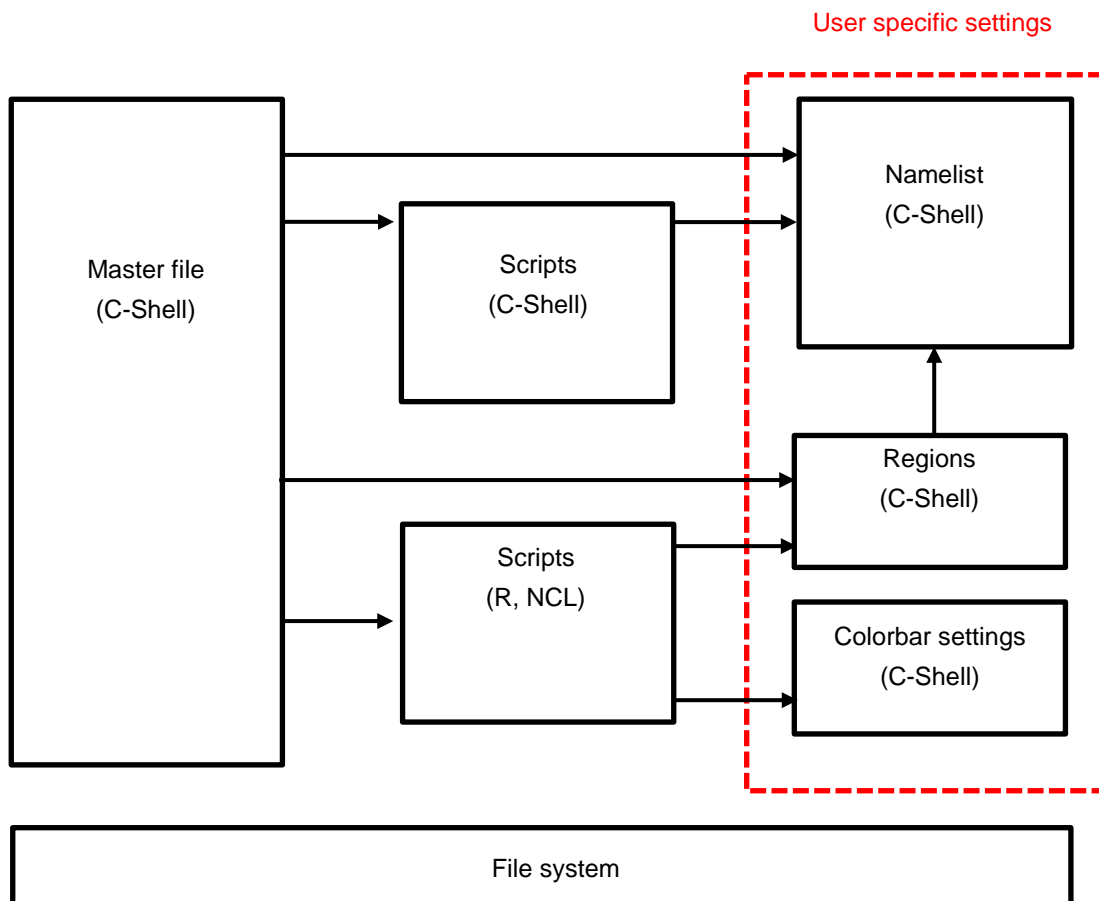 User specific settings
Namelist
(C-Shell)
Master file
(C-Shell)
Scripts
(C-Shell)
Regions
(C-Shell)
Scripts
(R, NCL)
Colorbar settings
(C-Shell)
File system